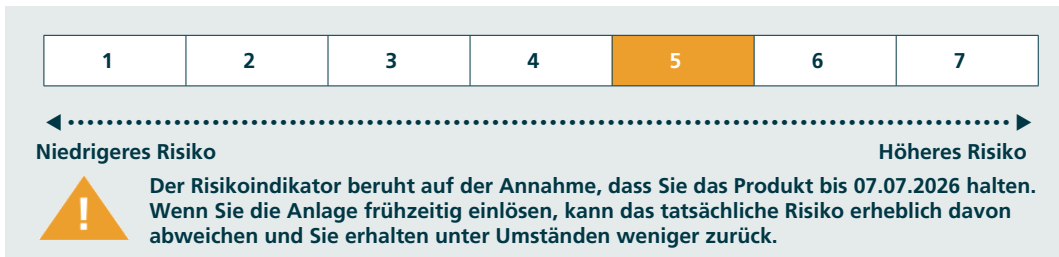 1 2 3 4 5 6 7
Niedrigeres Risiko Höheres Risiko
Der Risikoindikator beruht auf der Annahme, dass Sie das Produkt bis 07.07.2026 halten.
Wenn Sie die Anlage frühzeitig einlösen, kann das tatsächliche Risiko erheblich davon
abweichen und Sie erhalten unter Umständen weniger zurück.